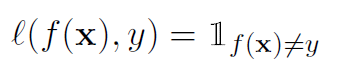 ℓ(f(𝐱), y) = 𝟙_{f(𝐱)≠y}